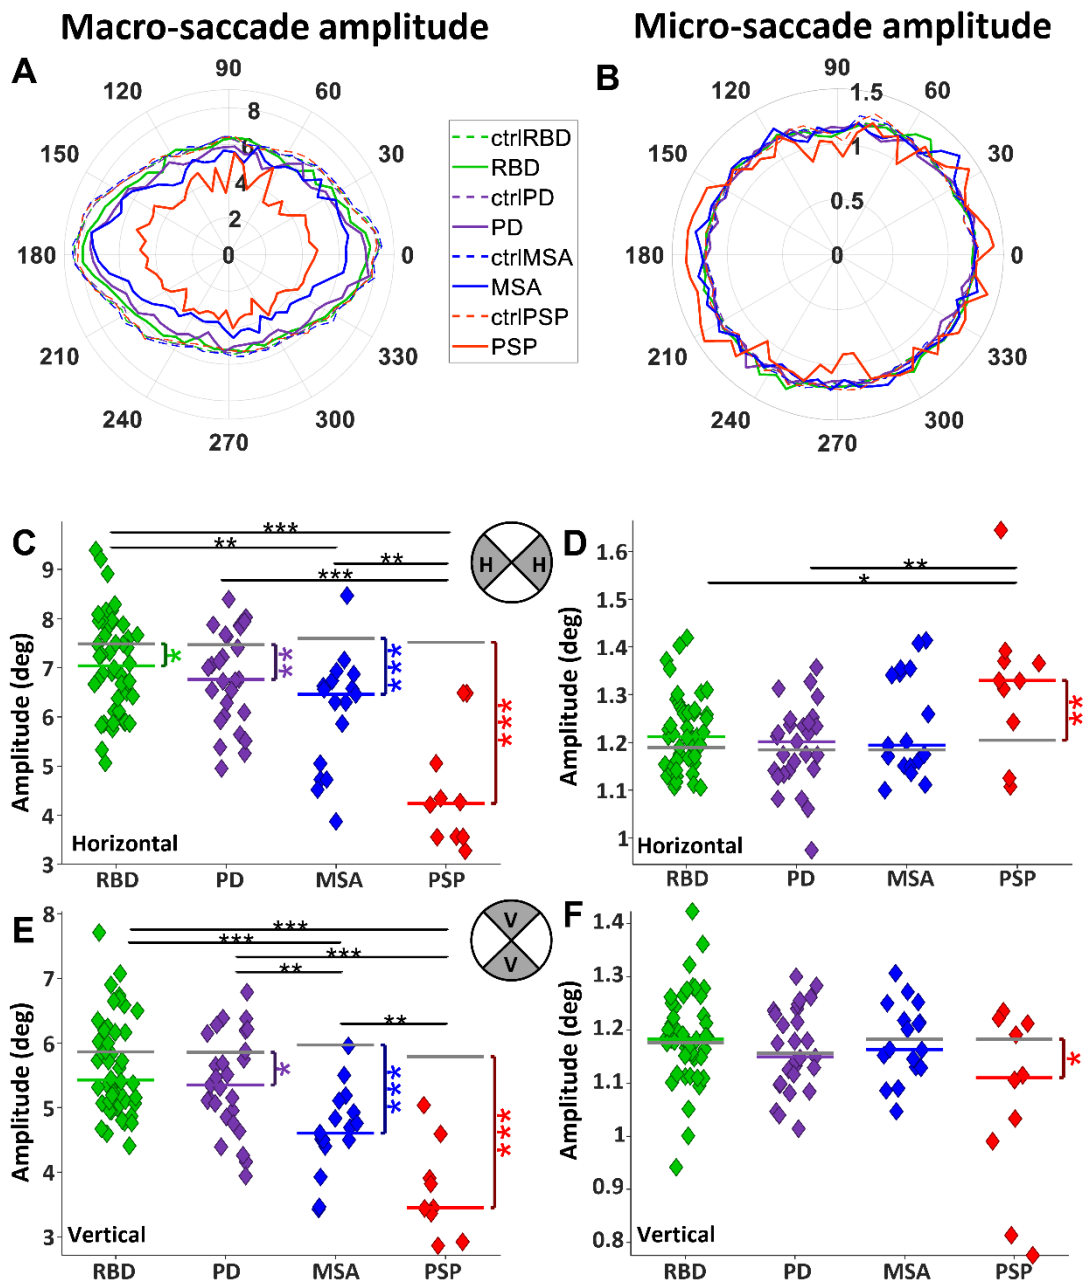 Macro-saccade amplitude
Micro-saccade amplitude
A
90
120
60
150
30
180
0
210
330
240
300
270
8
6
4
2
0
ctrlRBD
RBD
ctrlPD
PD
ctrlMSA
MSA
ctrlPSP
PSP
B
90
120
60
150
30
180
0
210
330
240
300
270
1.5
1
0.5
0
C
Amplitude (deg)
9
8
7
6
5
4
3
***
**
**
***
*
**
***
***
H H
Horizontal
RBD PD MSA PSP
D
Amplitude (deg)
1.6
1.5
1.4
1.3
1.2
1.1
1
**
*
**
Horizontal
RBD PD MSA PSP
E
Amplitude (deg)
8
7
6
5
4
3
***
***
***
**
**
*
***
***
V
V
Vertical
RBD PD MSA PSP
F
Amplitude (deg)
1.4
1.3
1.2
1.1
1
0.9
0.8
*
Vertical
RBD PD MSA PSP